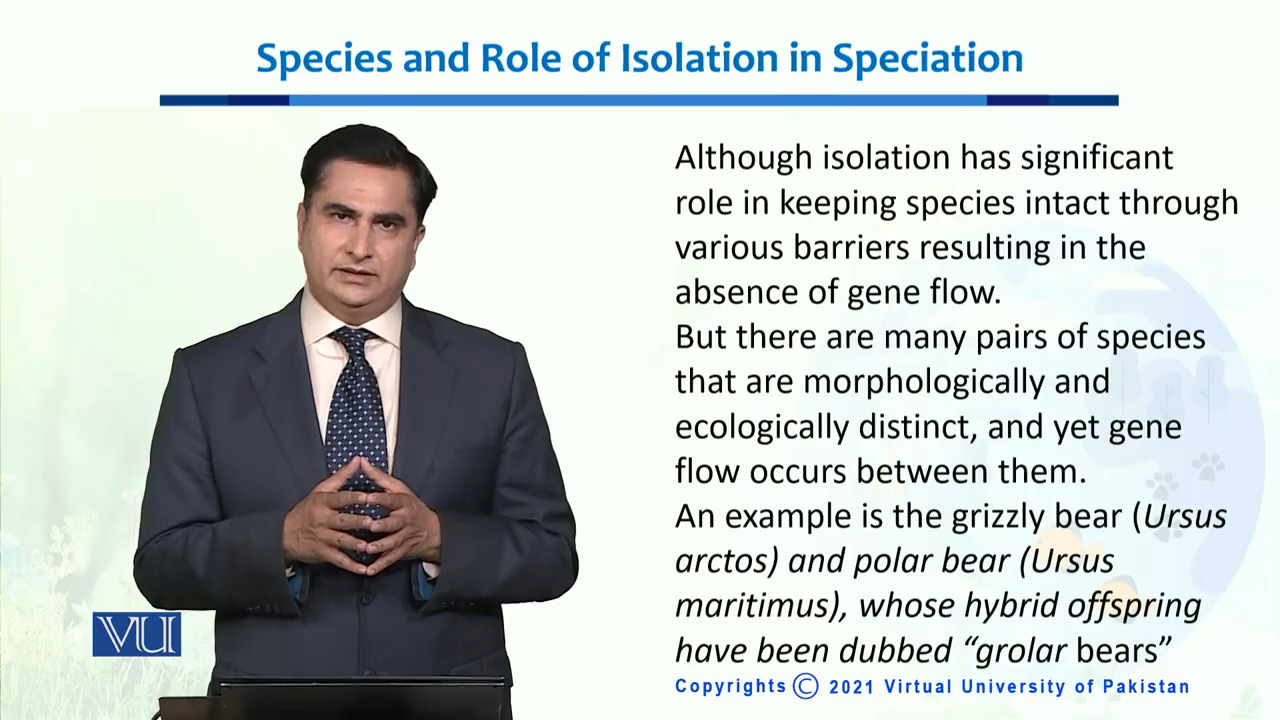 Species and Role of Isolation in Speciation
Although isolation has significant
role in keeping species intact through
various barriers resulting in the
absence of gene flow.
But there are many pairs of species
that are morphologically and
ecologically distinct, and yet gene
flow occurs between them.
An example is the grizzly bear (Ursus
arctos) and polar bear (Ursus
maritimus), whose hybrid offspring
have been dubbed “grolar bears”
VU
Copyrights © 2021 Virtual University of Pakistan